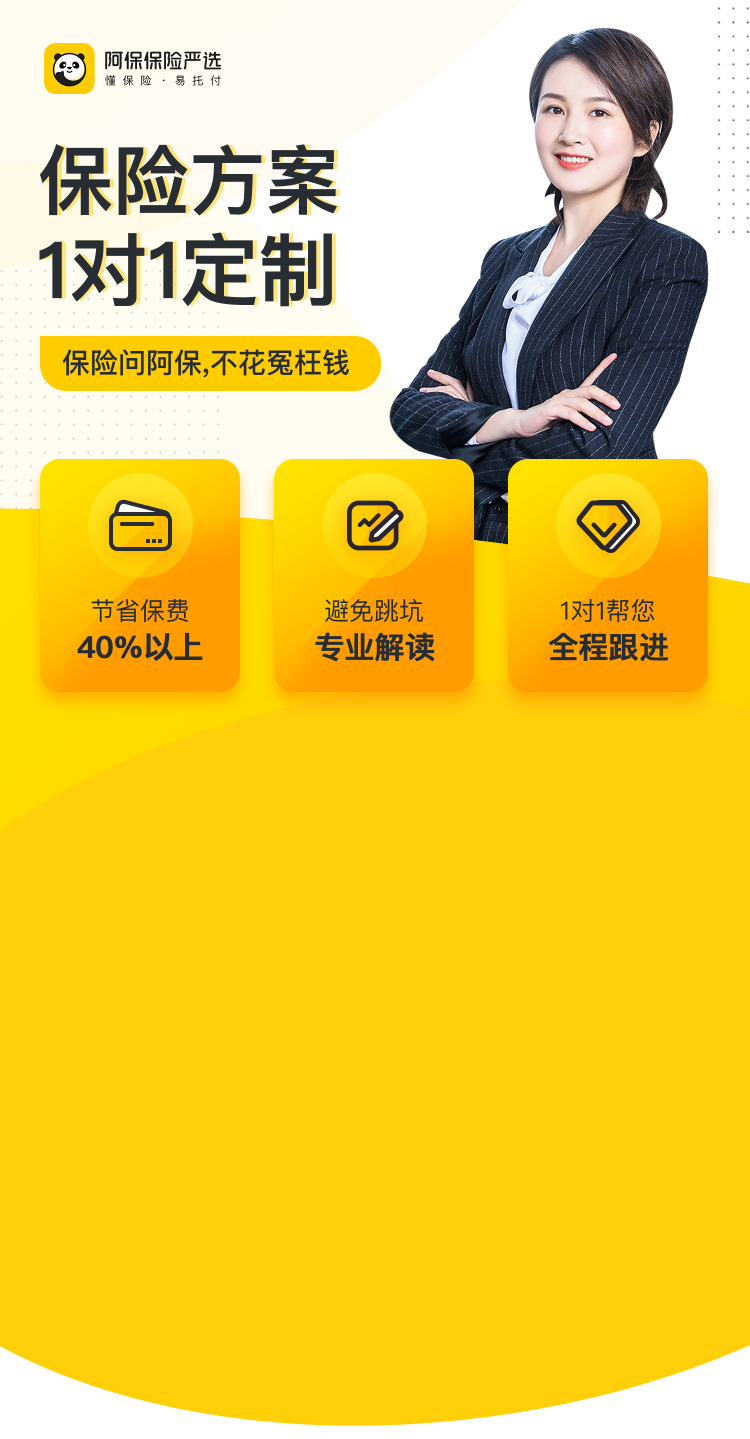 阿保保险严选
懂保险·易托付
保险方案
1对1定制
保险问阿保,不花冤枉钱
节省保费
40%以上
避免跳坑
专业解读
1对1帮您
全程跟进